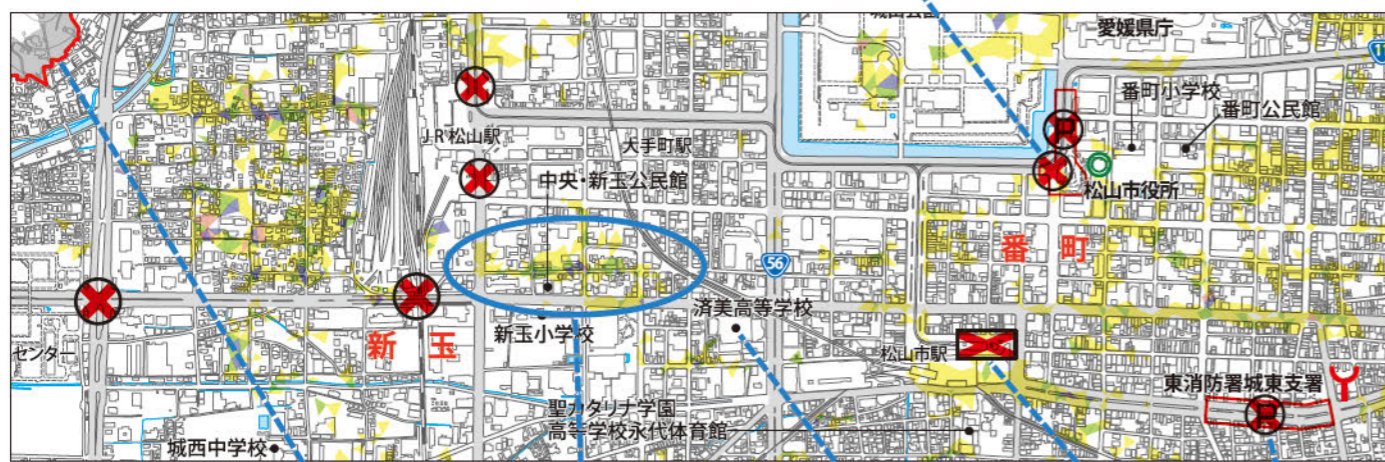 愛媛県庁
番町小学校
番町公民館
JR松山駅
大手町駅
中央・新玉公民館
P
松山市役所
番町
56
新玉小学校
済美高等学校
新玉
センター
松山市駅
東消防署城東支署
P
聖カタリナ学園
高等学校永代体育館
城西中学校